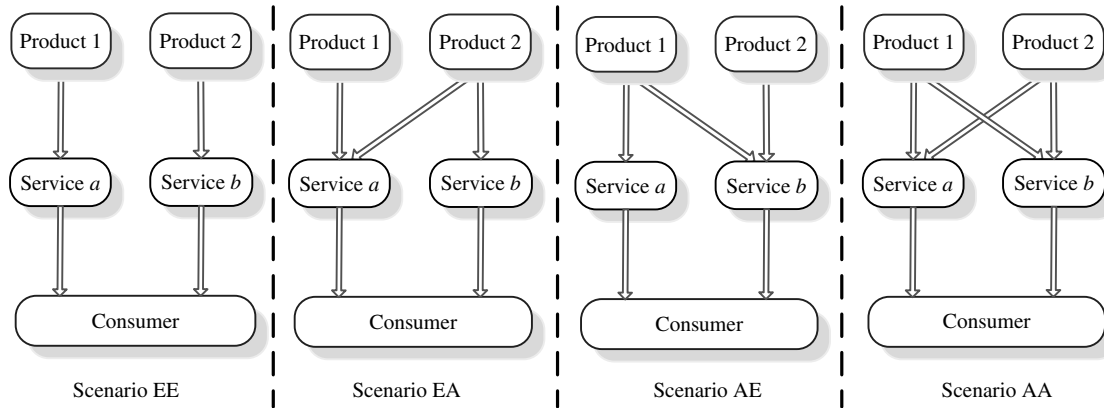 Product 1
Product 2
Service a
Service b
Consumer
Scenario EE
Product 1
Product 2
Service a
Service b
Consumer
Scenario EA
Product 1
Product 2
Service a
Service b
Consumer
Scenario AE
Product 1
Product 2
Service a
Service b
Consumer
Scenario AA